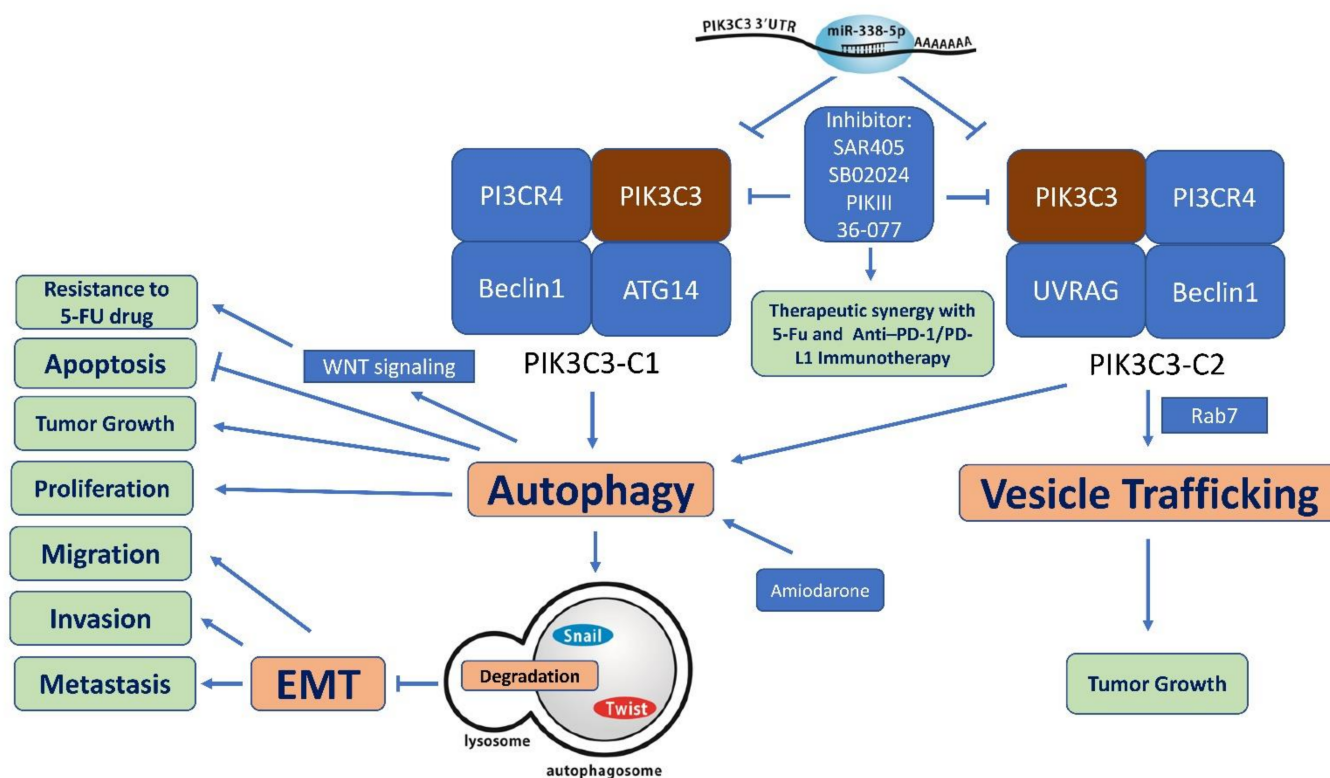 PIK3C3 3'UTR
miR-338-5p
AAAAAAA
Inhibitor:
SAR405
SB02024
PIKIII
36-077
PI3CR4
PIK3C3
Beclin1
ATG14
PIK3C3-C1
PIK3C3
PI3CR4
UVRAG
Beclin1
PIK3C3-C2
Therapeutic synergy with
5-Fu and Anti–PD-1/PD-
L1 Immunotherapy
Resistance to
5-FU drug
Apoptosis
Tumor Growth
Proliferation
Migration
Invasion
Metastasis
WNT signaling
Rab7
Autophagy
Vesicle Trafficking
Amiodarone
EMT
Snail
Degradation
Twist
lysosome
autophagosome
Tumor Growth